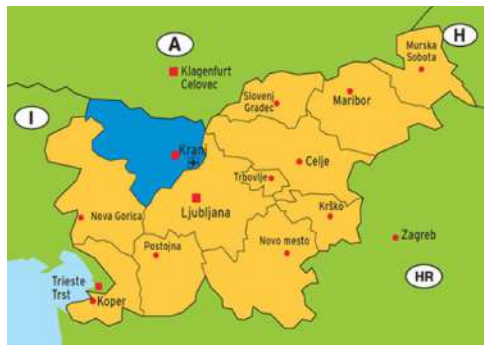 A
H
Klagenfurt
Celovec
Murska
Sobota
Slovenj
Gradec
Maribor
I
Kranj
Celje
Trbovlje
Ljubljana
Krško
Nova Gorica
Postojna
Novo mesto
Zagreb
HR
Trieste
Trst
Koper